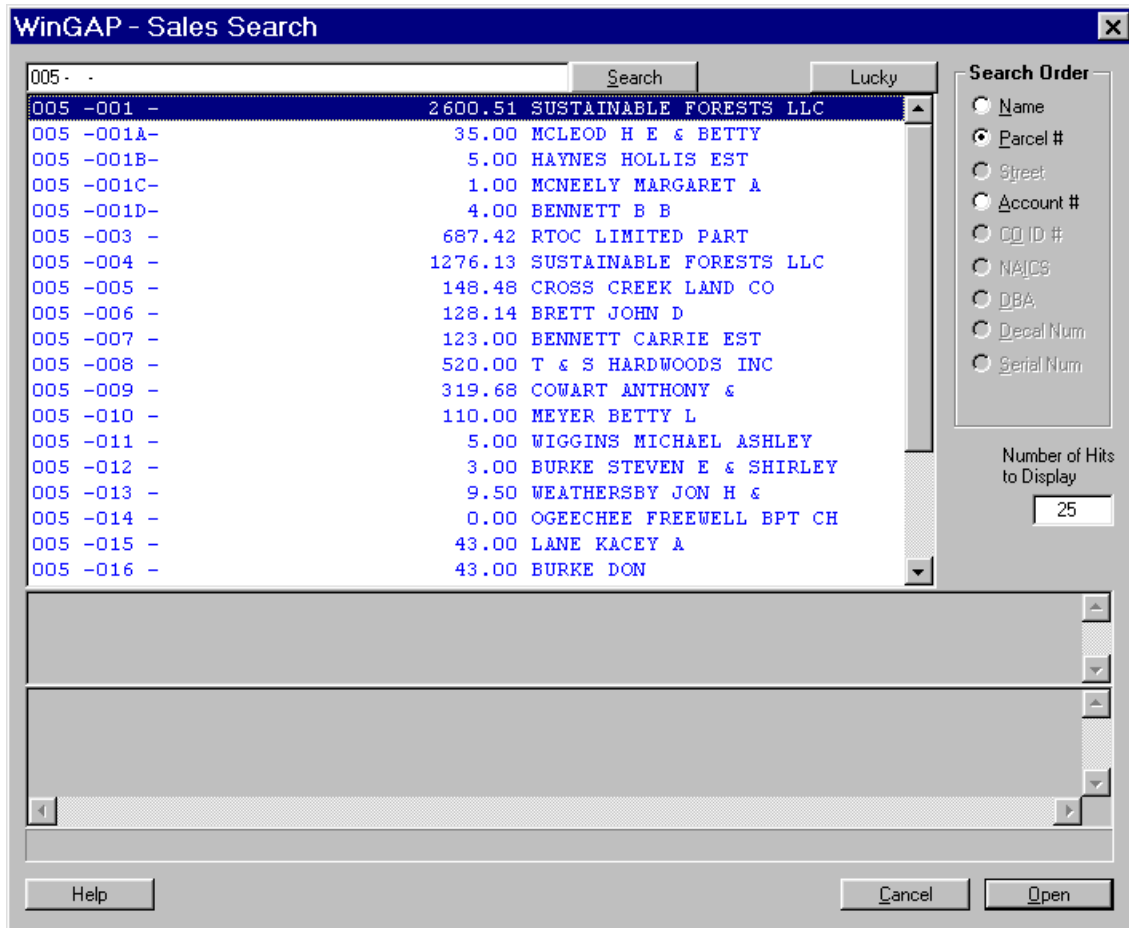 WinGAP - Sales Search
005 - -
Search
Lucky
005 -001 - 2600.51 SUSTAINABLE FORESTS LLC
005 -001A- 35.00 MCLEOD H E & BETTY
005 -001B- 5.00 HAYNES HOLLIS EST
005 -001C- 1.00 MCNEELY MARGARET A
005 -001D- 4.00 BENNETT B B
005 -003 - 687.42 RTOC LIMITED PART
005 -004 - 1276.13 SUSTAINABLE FORESTS LLC
005 -005 - 148.48 CROSS CREEK LAND CO
005 -006 - 128.14 BRETT JOHN D
005 -007 - 123.00 BENNETT CARRIE EST
005 -008 - 520.00 T & S HARDWOODS INC
005 -009 - 319.68 COWART ANTHONY &
005 -010 - 110.00 MEYER BETTY L
005 -011 - 5.00 WIGGINS MICHAEL ASHLEY
005 -012 - 3.00 BURKE STEVEN E & SHIRLEY
005 -013 - 9.50 WEATHERSBY JON H &
005 -014 - 0.00 OGEECHEE FREEWELL BPT CH
005 -015 - 43.00 LANE KACEY A
005 -016 - 43.00 BURKE DON
Search Order
Name
Parcel #
Street
Account #
CO ID #
NAICS
DBA
Decal Num
Serial Num
Number of Hits
to Display
25
Help
Cancel
Open